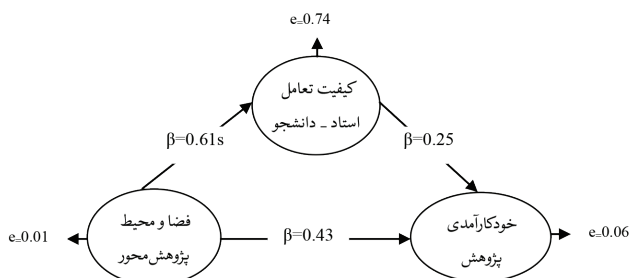 e=0.74
کیفیت تعامل
استاد - دانشجو
β=0.61s
β=0.25
فضا و محیط
پژوهش‌محور
خودکارآمدی
پژوهش
e=0.01
β=0.43
e=0.06